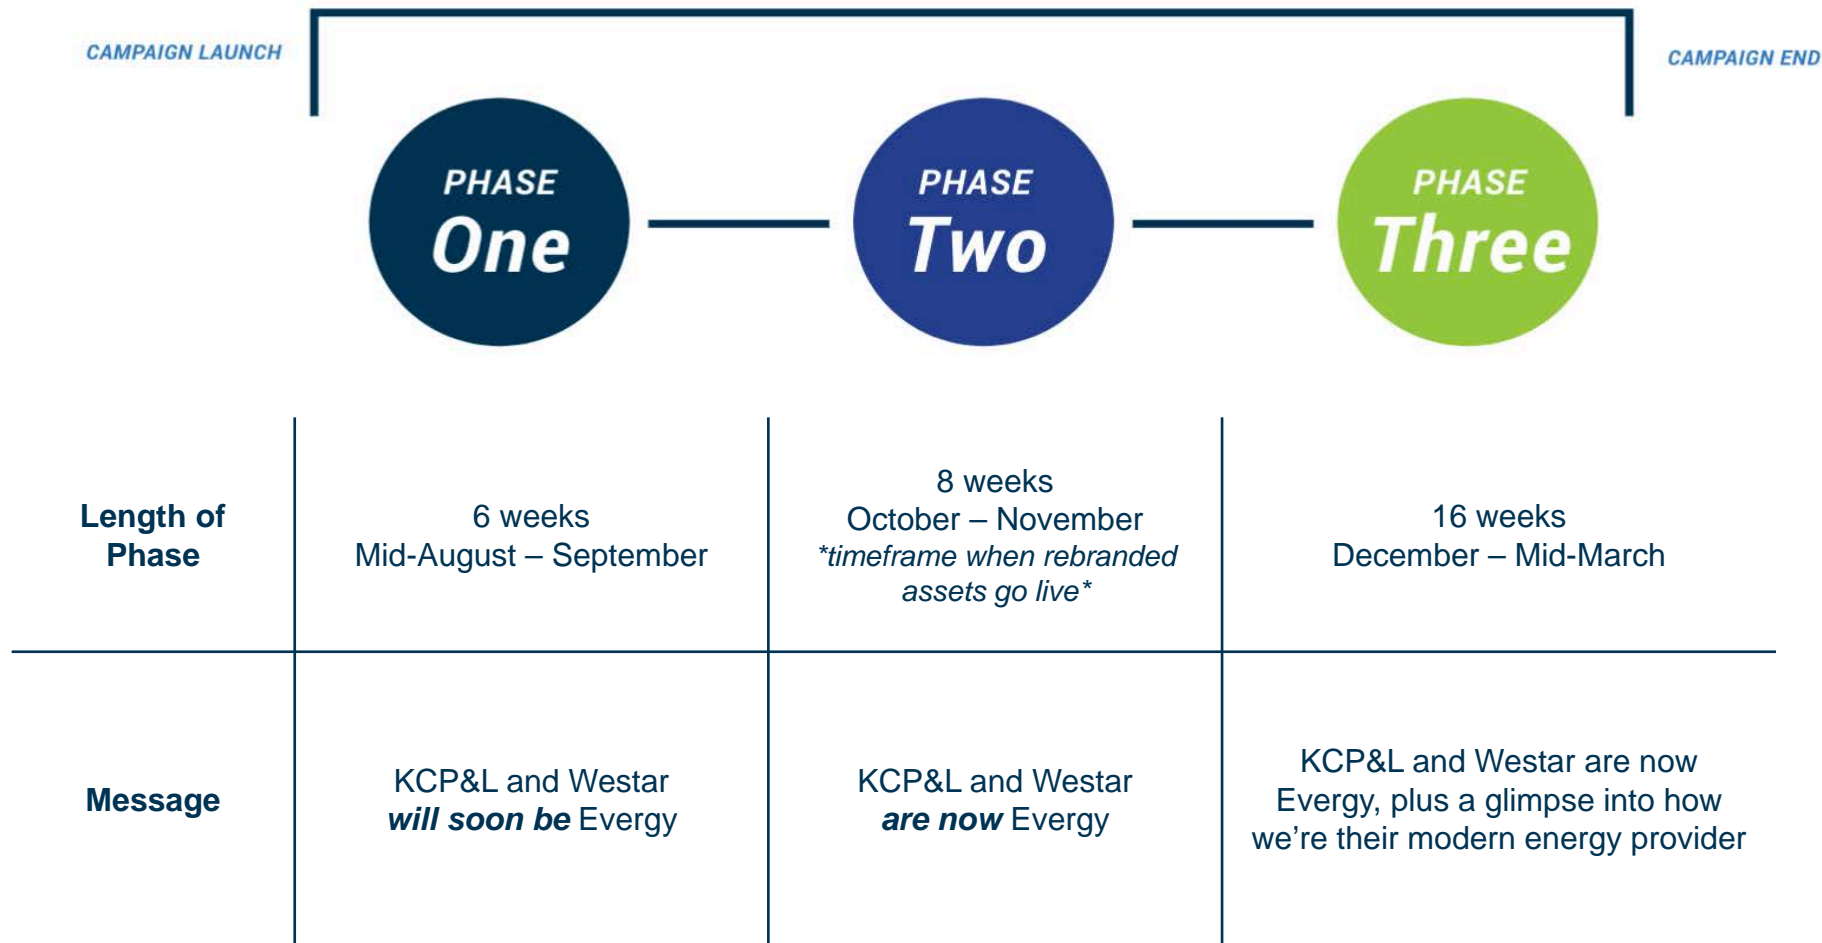 CAMPAIGN LAUNCH
CAMPAIGN END
PHASE
One
PHASE
Two
PHASE
Three
Length of
Phase
6 weeks
Mid-August – September
8 weeks
October – November
*timeframe when rebranded
assets go live*
16 weeks
December – Mid-March
Message
KCP&L and Westar
will soon be Evergy
KCP&L and Westar
are now Evergy
KCP&L and Westar are now
Evergy, plus a glimpse into how
we’re their modern energy provider